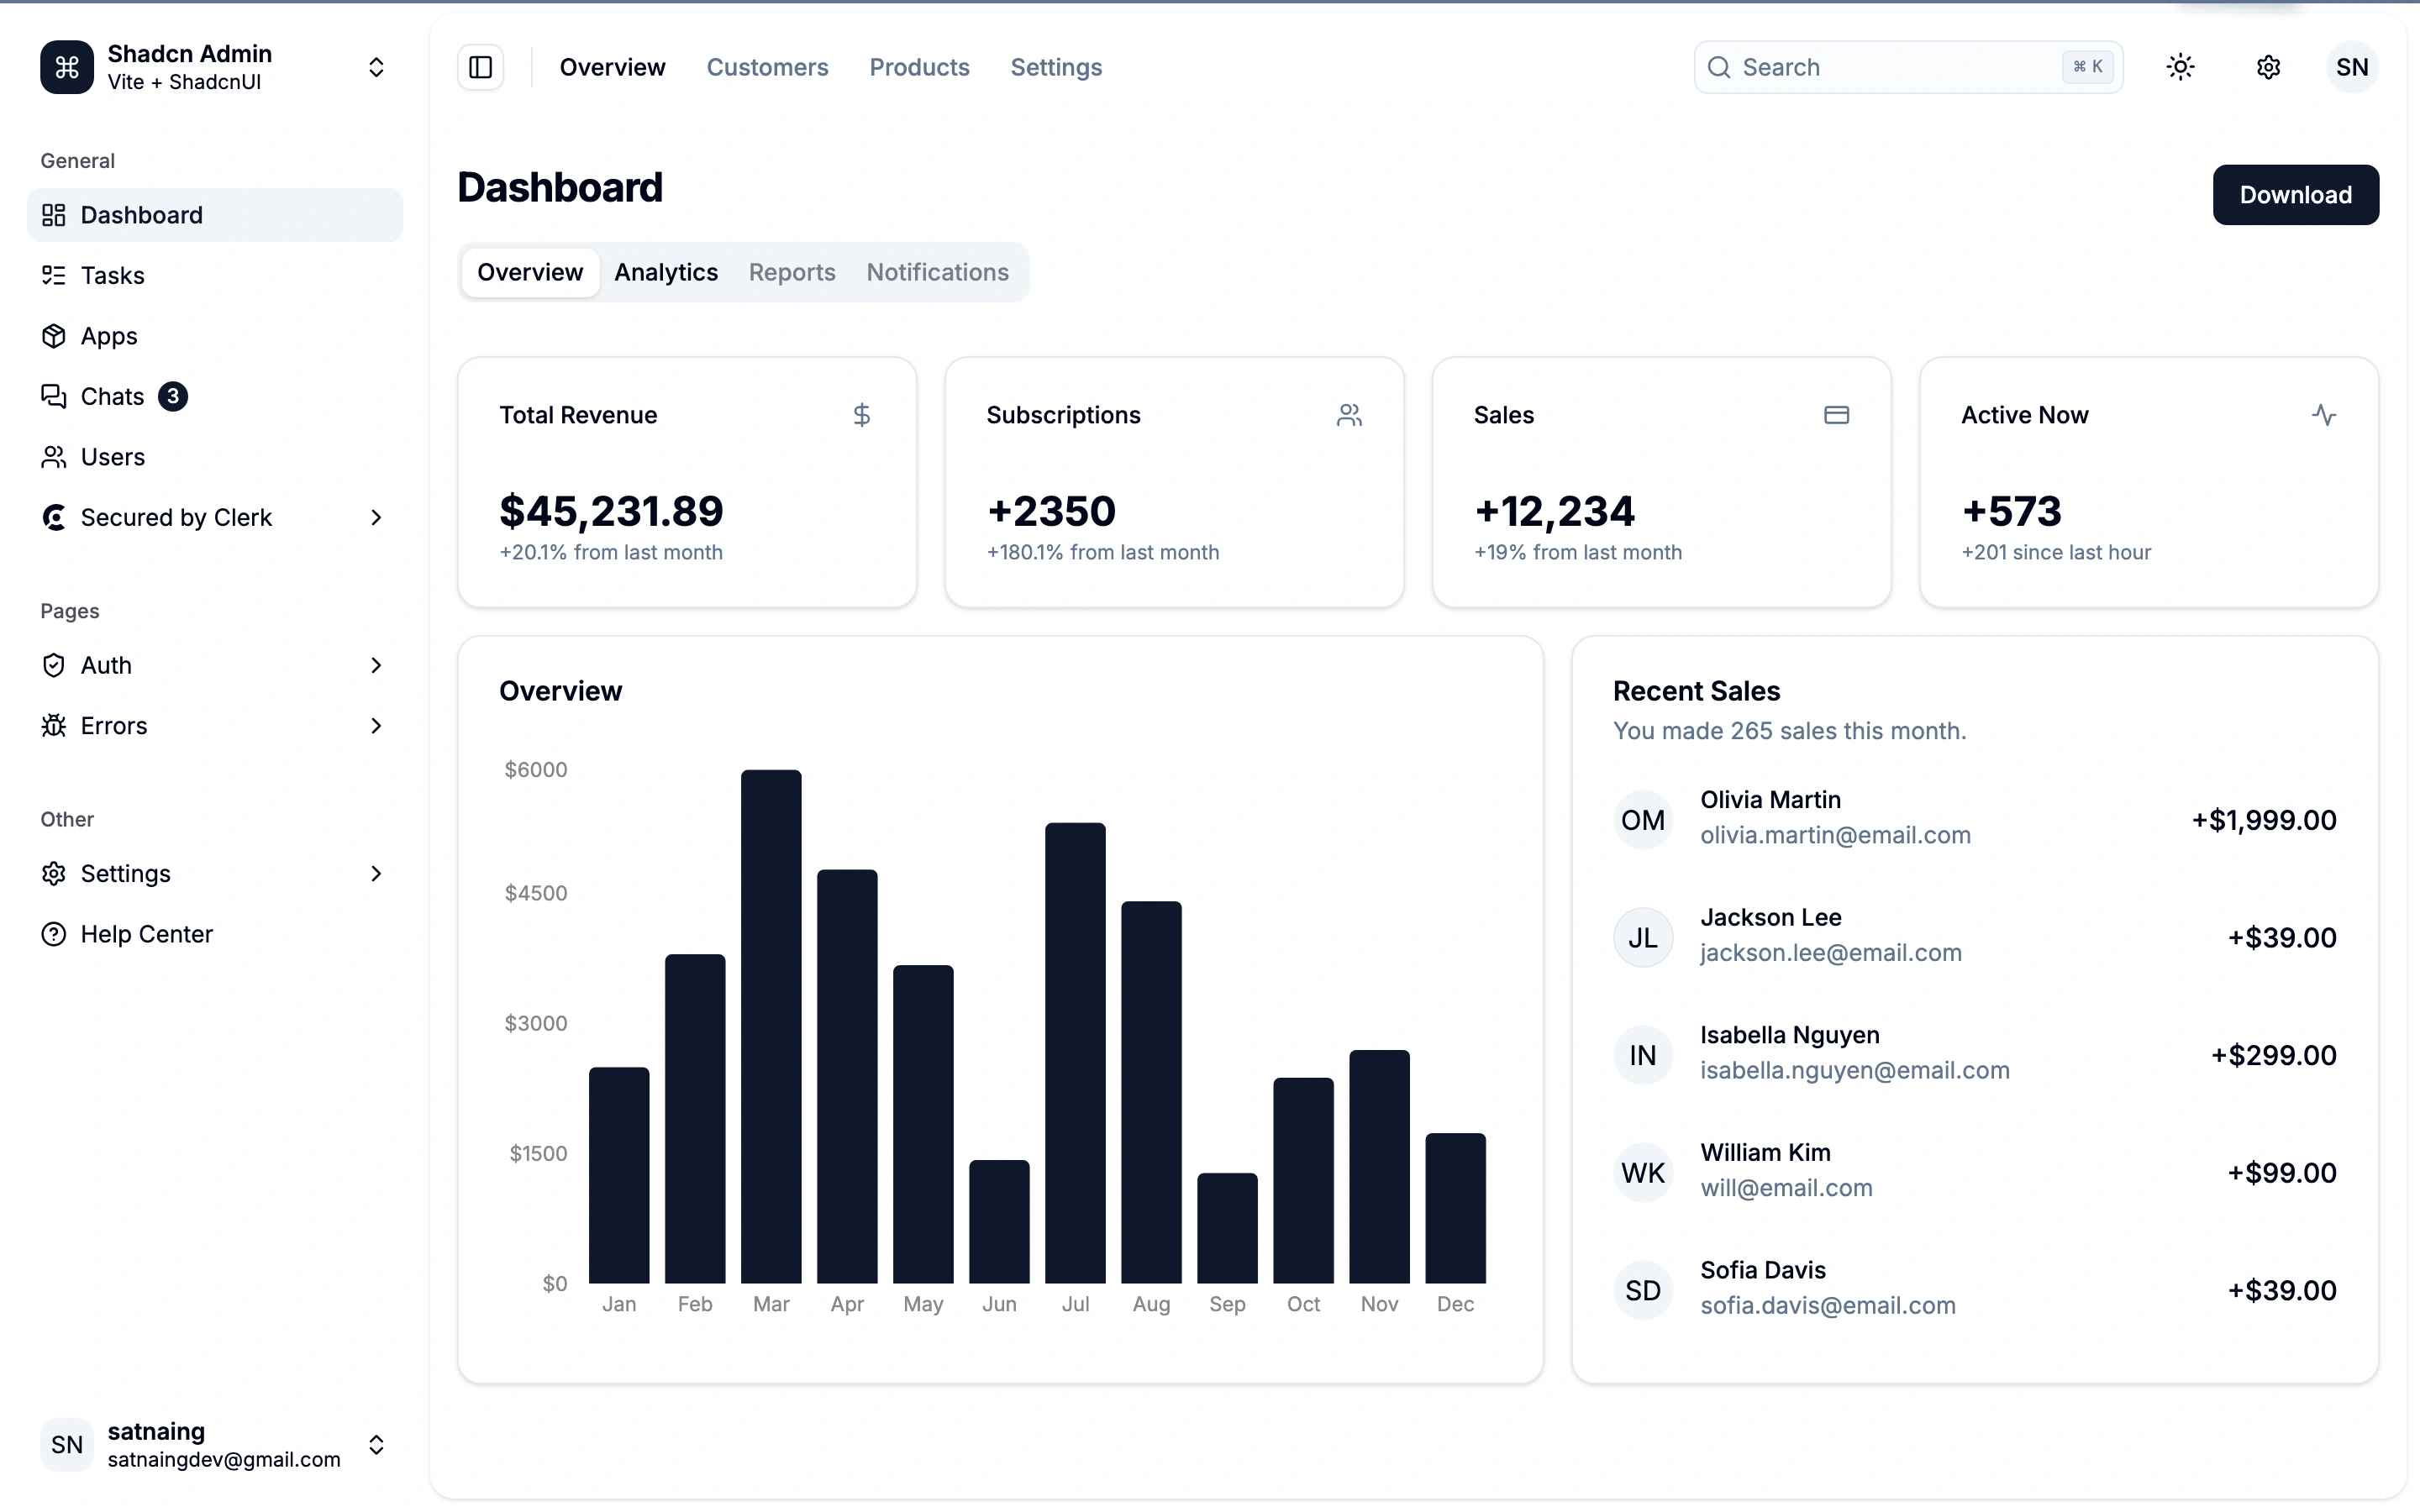 Shadcn Admin
Vite + ShadcnUI
General
Dashboard
Tasks
Apps
Chats 3
Users
Secured by Clerk
Pages
Auth
Errors
Other
Settings
Help Center
SN
satnaing
satnaingdev@gmail.com
Overview Customers Products Settings
Search ⌘ K
SN
Dashboard
Download
Overview Analytics Reports Notifications
Total Revenue
$45,231.89
+20.1% from last month
Subscriptions
+2350
+180.1% from last month
Sales
+12,234
+19% from last month
Active Now
+573
+201 since last hour
Overview
$6000
$4500
$3000
$1500
$0
Jan Feb Mar Apr May Jun Jul Aug Sep Oct Nov Dec
Recent Sales
You made 265 sales this month.
OM
Olivia Martin
olivia.martin@email.com
+$1,999.00
JL
Jackson Lee
jackson.lee@email.com
+$39.00
IN
Isabella Nguyen
isabella.nguyen@email.com
+$299.00
WK
William Kim
will@email.com
+$99.00
SD
Sofia Davis
sofia.davis@email.com
+$39.00